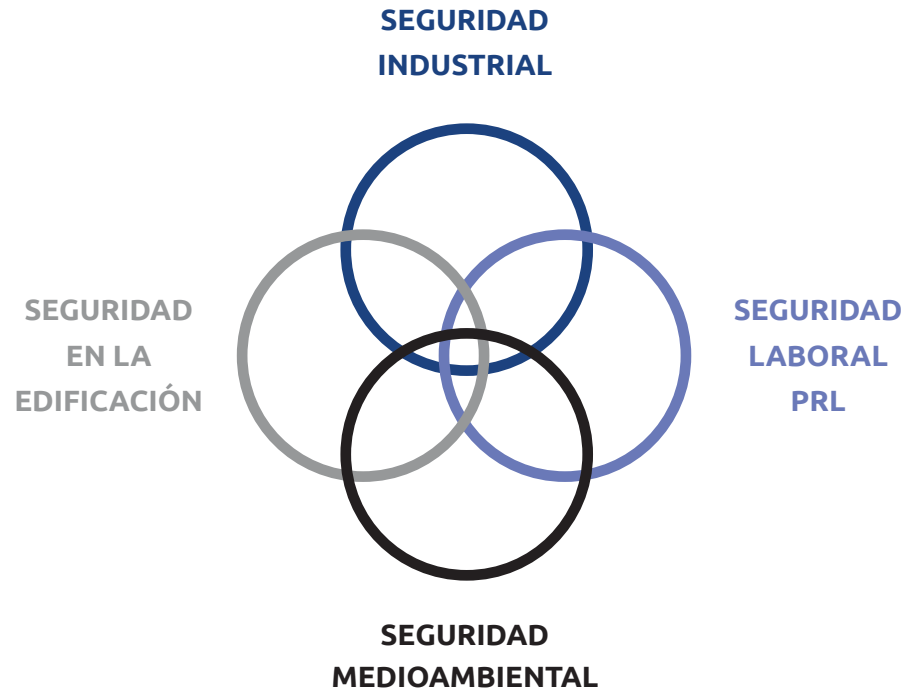 SEGURIDAD
INDUSTRIAL
SEGURIDAD
EN LA
EDIFICACIÓN
SEGURIDAD
LABORAL
PRL
SEGURIDAD
MEDIOAMBIENTAL